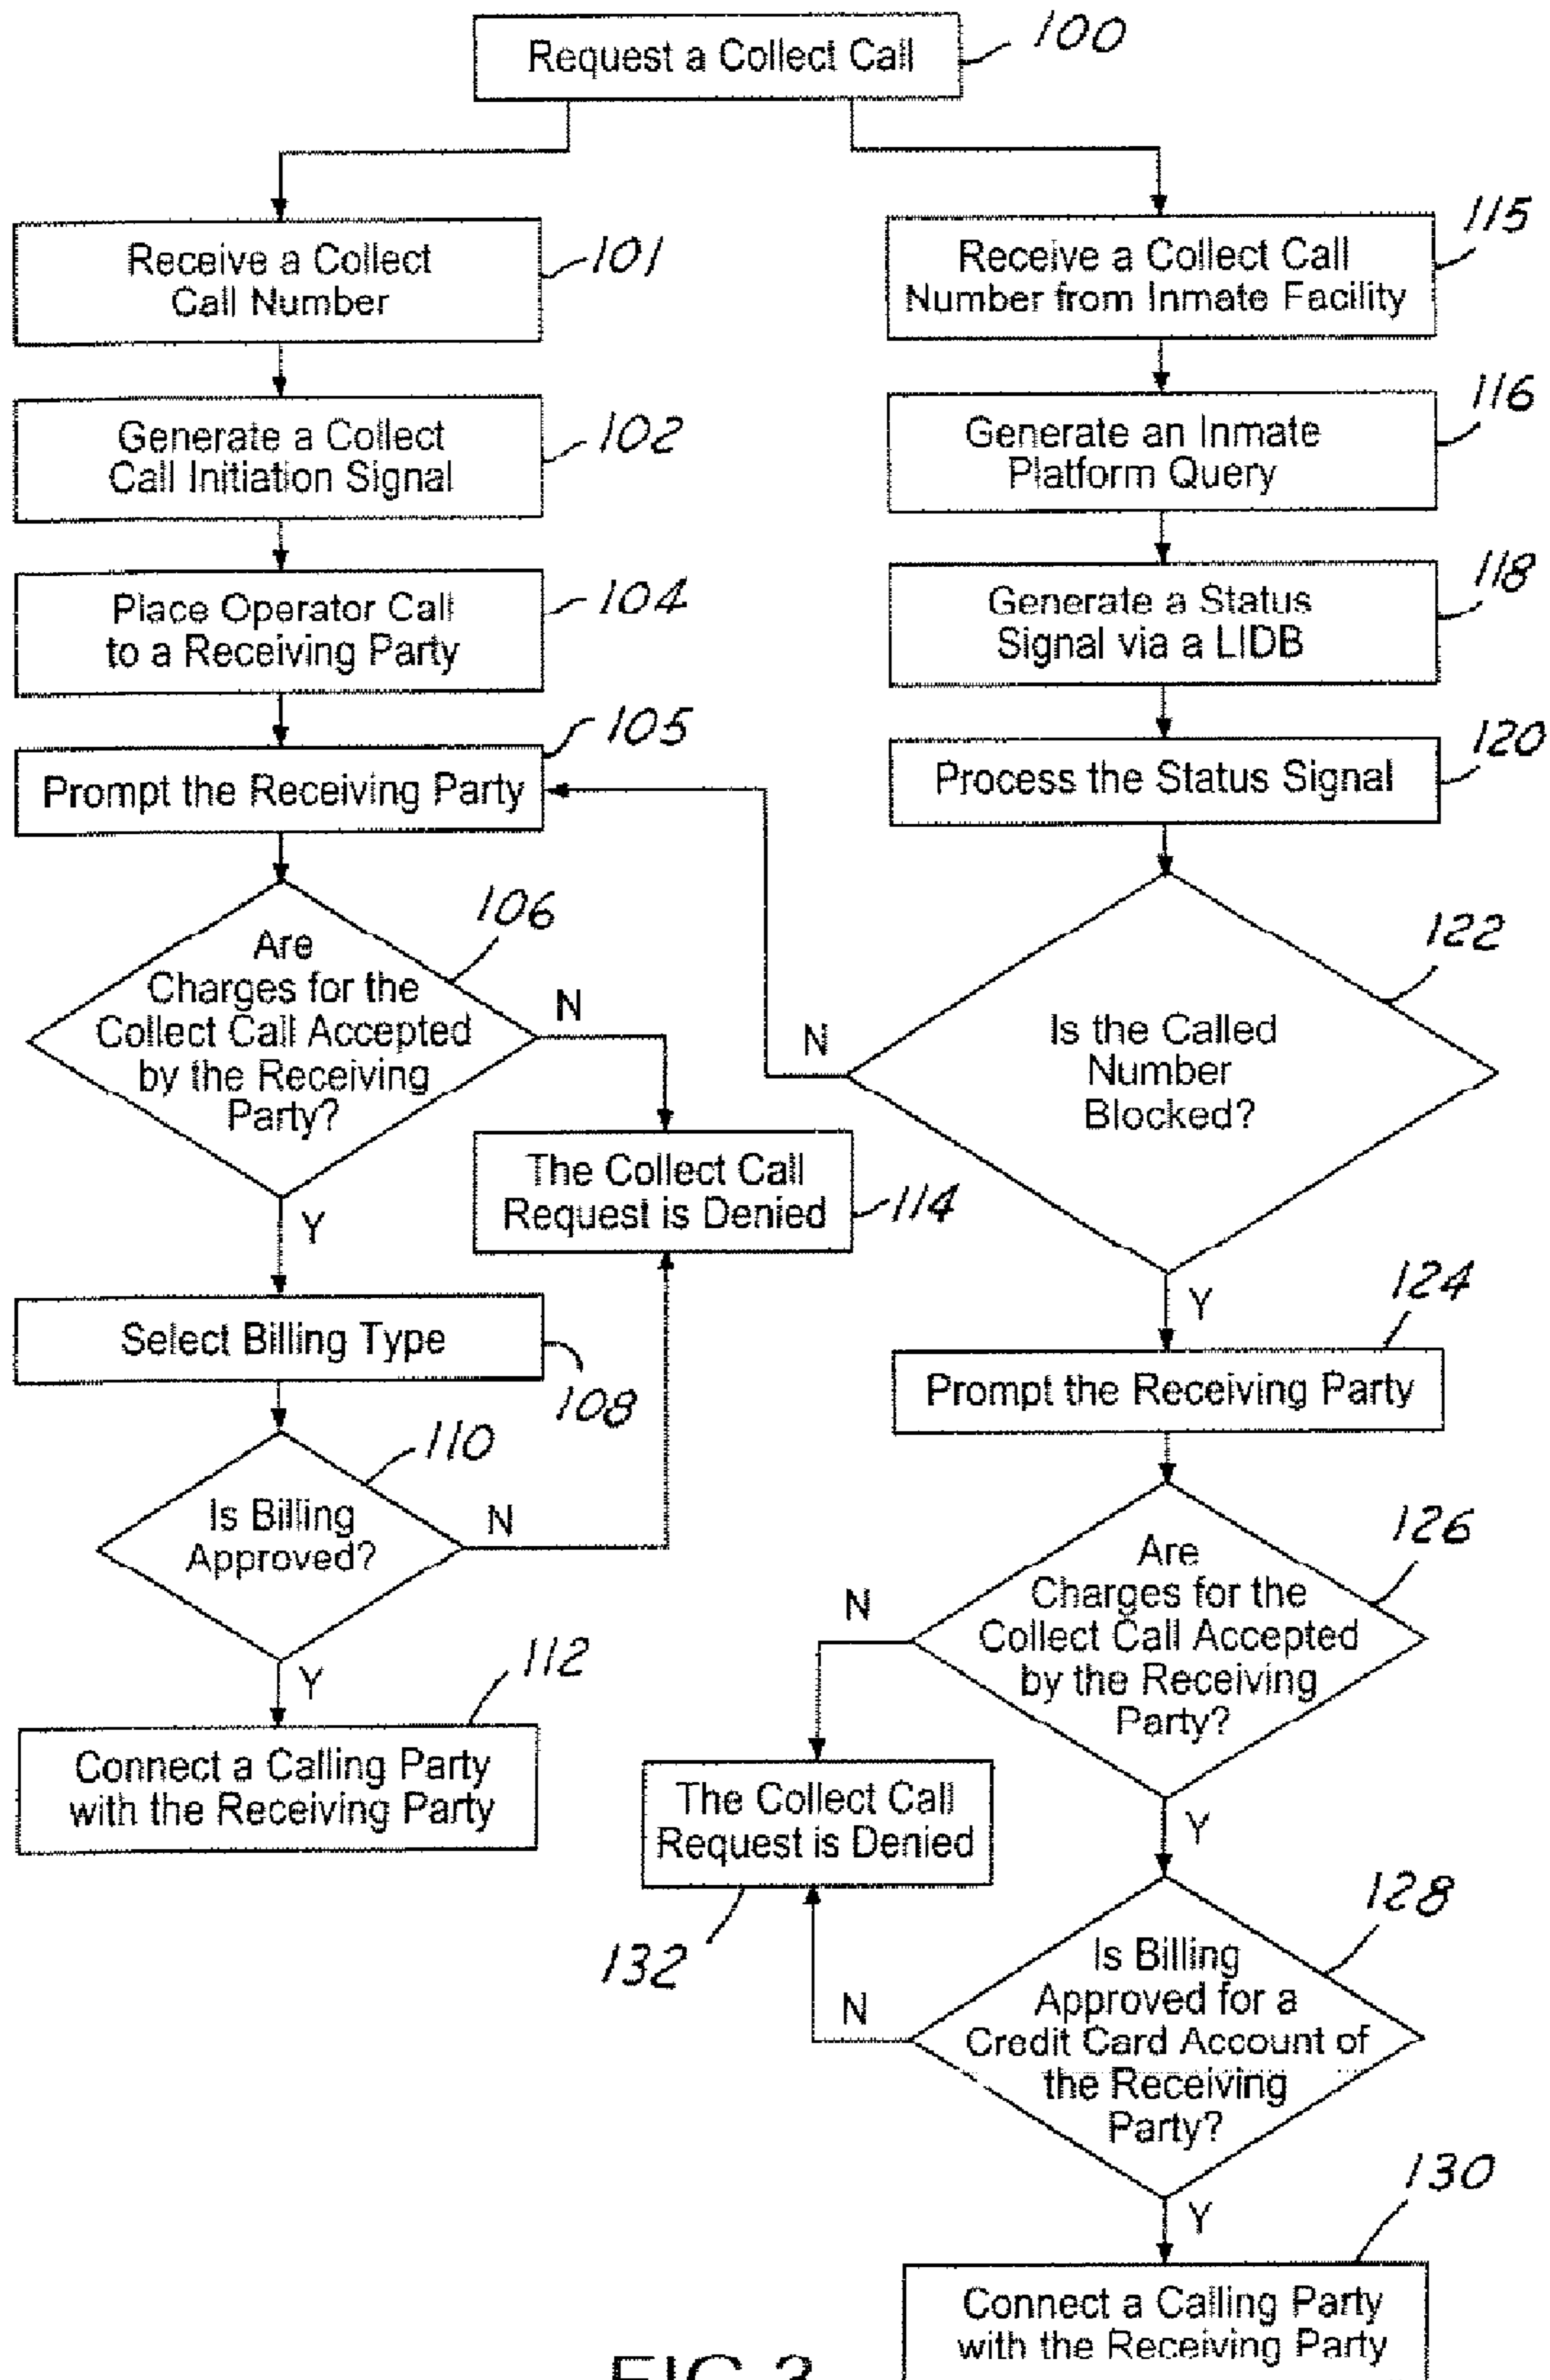 Request a Collect Call
100
Receive a Collect
Call Number
101
Generate a Collect
Call Initiation Signal
102
Place Operator Call
to a Receiving Party
104
Prompt the Receiving Party
105
Are
Charges for the
Collect Call Accepted
by the Receiving
Party?
106
N
Y
The Collect Call
Request is Denied
114
Select Billing Type
108
Is Billing
Approved?
110
N
Y
Connect a Calling Party
with the Receiving Party
112
Receive a Collect Call
Number from Inmate Facility
115
Generate an Inmate
Platform Query
116
Generate a Status
Signal via a LIDB
118
Process the Status Signal
120
Is the Called
Number
Blocked?
122
N
Y
Prompt the Receiving Party
124
Are
Charges for the
Collect Call Accepted
by the Receiving
Party?
126
N
Y
The Collect Call
Request is Denied
132
Is Billing
Approved for a
Credit Card Account of
the Receiving
Party?
128
N
Y
Connect a Calling Party
with the Receiving Party
130
FIG.3